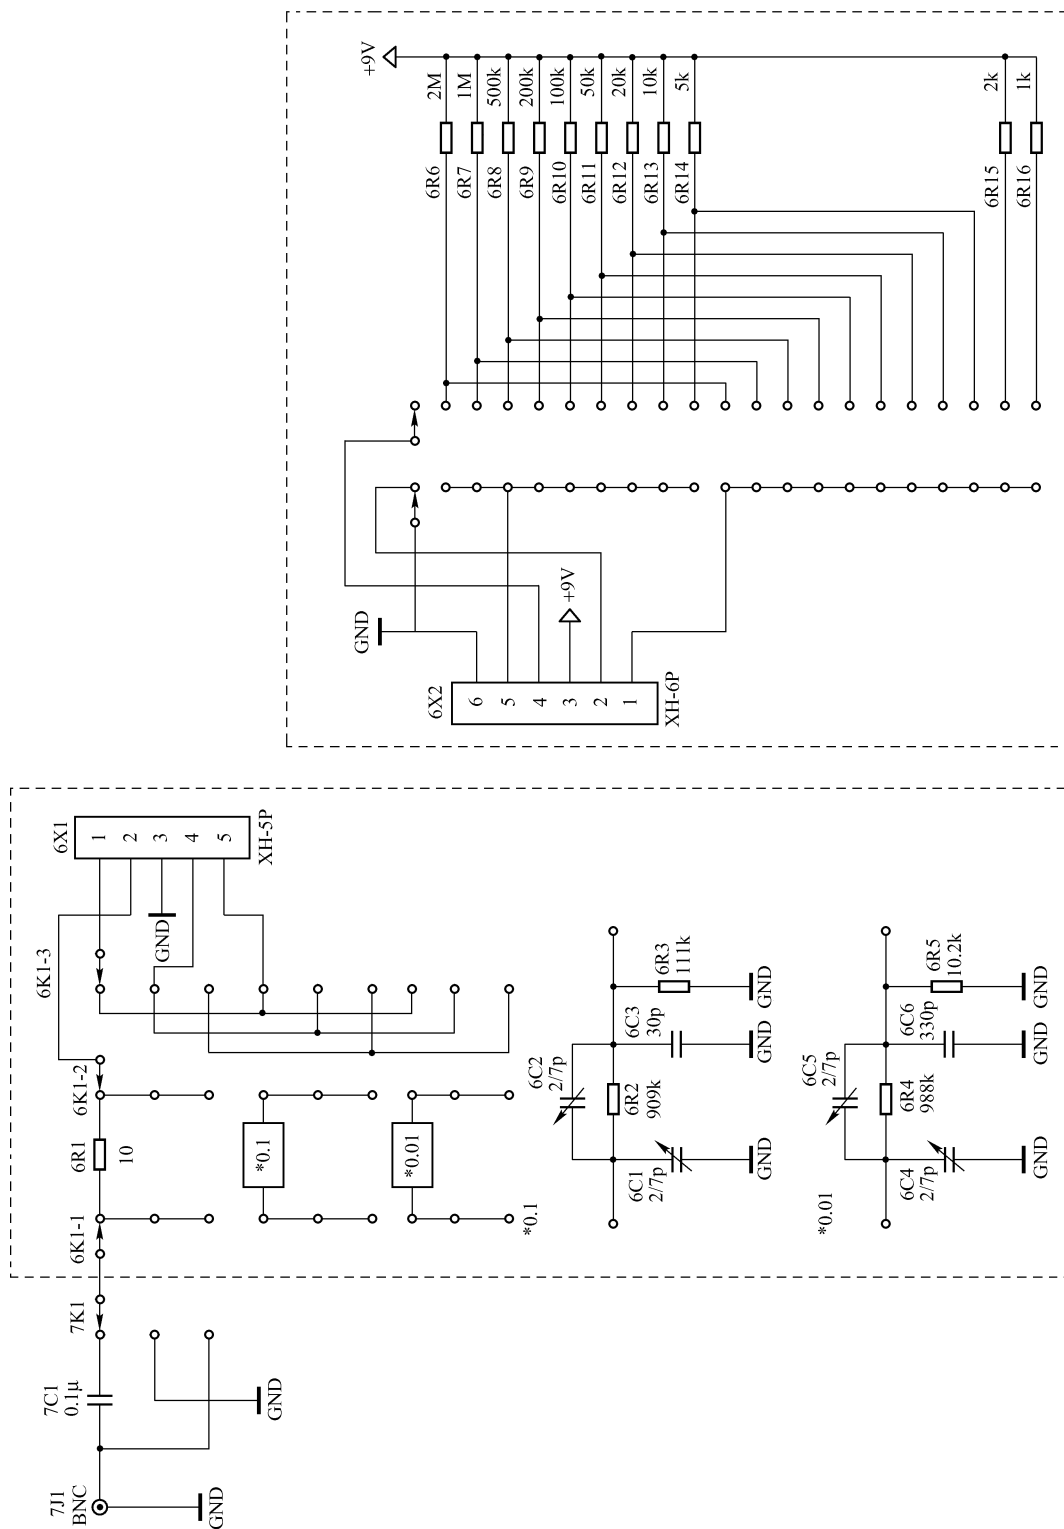 7J1
BNC
GND
7C1
0.1μ
GND
7K1
6K1-1
6R1
10
6K1-2
6K1-3
*0.1
*0.01
6X1
1
2
3
4
5
XH-5P
GND
*0.1
6C1
2/7p
GND
6C2
2/7p
6R2
909k
6C3
30p
GND
6R3
111k
GND
*0.01
6C4
2/7p
GND
6C5
2/7p
6R4
988k
6C6
330p
GND
6R5
10.2k
GND
6X2
6
5
4
3
2
1
XH-6P
GND
+9V
+9V
6R6
2M
6R7
1M
6R8
500k
6R9
200k
6R10
100k
6R11
50k
6R12
20k
6R13
10k
6R14
5k
6R15
2k
6R16
1k